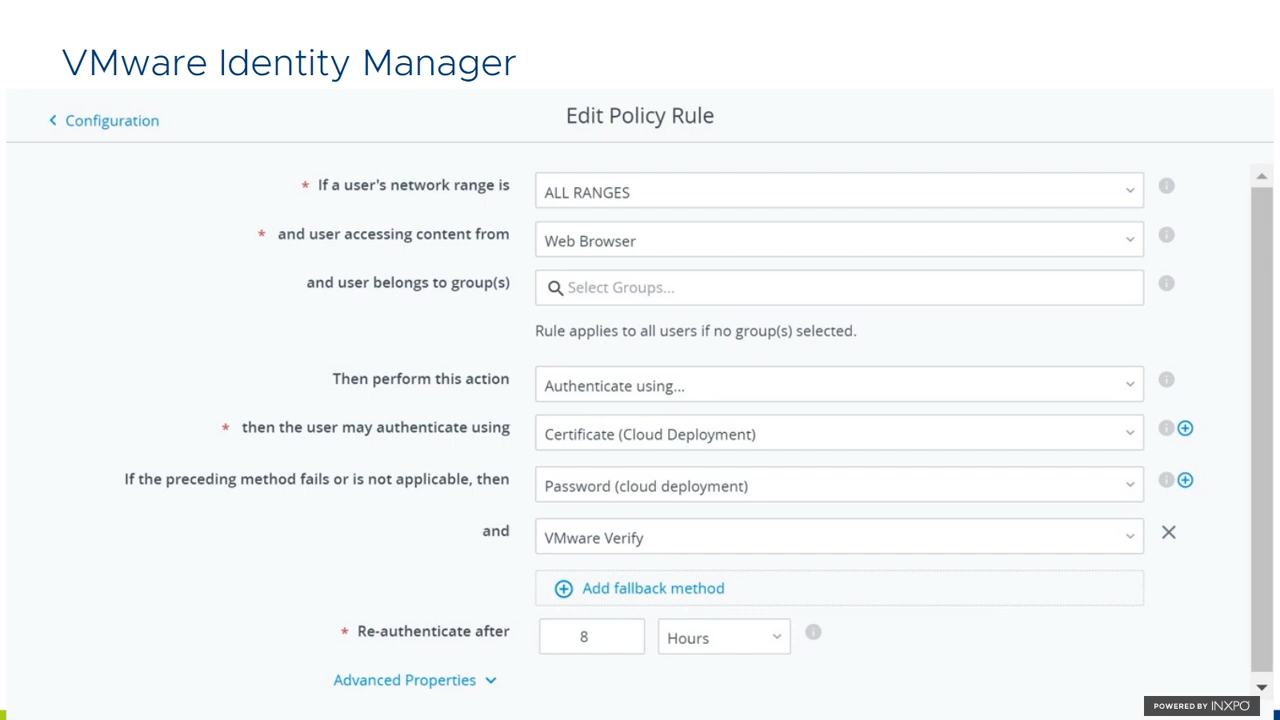 VMware Identity Manager
Configuration
Edit Policy Rule
* If a user's network range is
ALL RANGES
* and user accessing content from
Web Browser
and user belongs to group(s)
Select Groups...
Rule applies to all users if no group(s) selected.
Then perform this action
Authenticate using...
* then the user may authenticate using
Certificate (Cloud Deployment)
If the preceding method fails or is not applicable, then
Password (cloud deployment)
and
VMware Verify
Add fallback method
* Re-authenticate after
8
Hours
Advanced Properties
POWERED BY INXPO